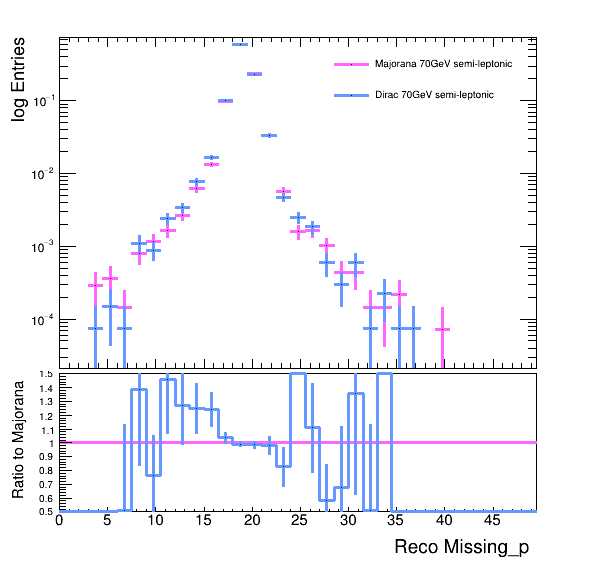 log Entries
Majorana 70GeV semi-leptonic
Dirac 70GeV semi-leptonic
10⁻¹
10⁻²
10⁻³
10⁻⁴
Ratio to Majorana
1.5
1.4
1.3
1.2
1.1
1
0.9
0.8
0.7
0.6
0.5
0 5 10 15 20 25 30 35 40 45
Reco Missing_p